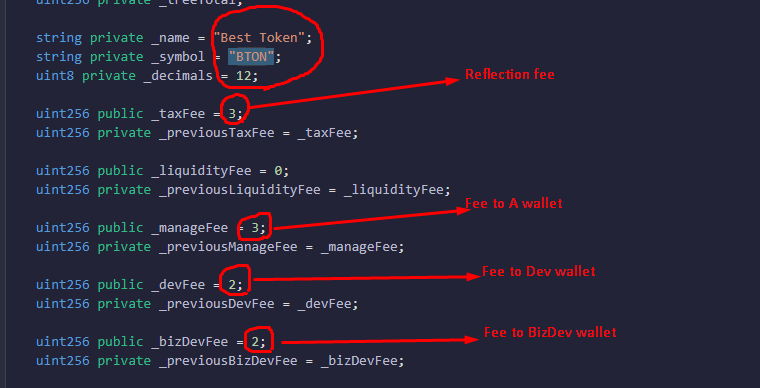 uint256 private _tFeeTotal;
string private _name = "Best Token";
string private _symbol = "BTON";
uint8 private _decimals = 12;
Reflection fee
uint256 public _taxFee = 3;
uint256 private _previousTaxFee = _taxFee;
uint256 public _liquidityFee = 0;
uint256 private _previousLiquidityFee = _liquidityFee;
Fee to A wallet
uint256 public _manageFee = 3;
uint256 private _previousManageFee = _manageFee;
Fee to Dev wallet
uint256 public _devFee = 2;
uint256 private _previousDevFee = _devFee;
Fee to BizDev wallet
uint256 public _bizDevFee = 2;
uint256 private _previousBizDevFee = _bizDevFee;